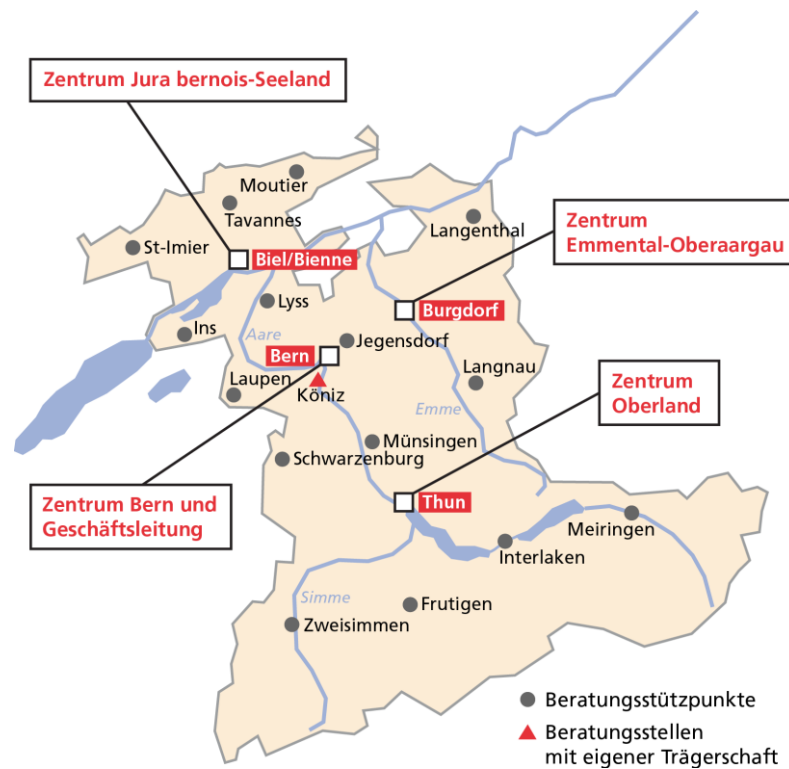 Zentrum Jura bernois-Seeland
Moutier
Tavannes
St-Imier
Langenthal
Zentrum
Emmental-Oberaargau
Biel/Bienne
Lyss
Burgdorf
Ins
Aare
Jegensdorf
Bern
Laupen
Köniz
Langnau
Zentrum
Oberland
Emme
Münsingen
Schwarzenburg
Zentrum Bern und
Geschäftsleitung
Thun
Meiringen
Interlaken
Simme
Frutigen
Zweisimmen
Beratungsstützpunkte
Beratungsstellen
mit eigener Trägerschaft